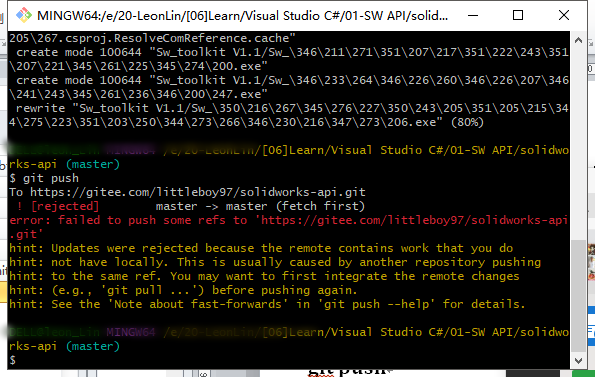 MINGW64:/e/20-LeonLin/[06]Learn/Visual Studio C#/01-SW API/solid...
205\267.csproj.ResolveComReference.cache"
create mode 100644 "Sw_toolkit V1.1/Sw_\346\211\271\351\207\217\351\222\243\351
\207\221\345\261\225\345\274\200.exe"
create mode 100644 "Sw_toolkit V1.1/Sw_\346\233\264\346\226\260\346\226\207\346
\241\243\345\261\236\346\200\247.exe"
rewrite "Sw_toolkit V1.1/Sw_\350\216\267\345\276\227\350\243\205\351\205\215\34
4\275\223\351\203\250\344\273\266\346\230\216\347\273\206.exe" (80%)
MINGW64 /e/20-LeonLin/[06]Learn/Visual Studio C#/01-SW API/solidwo
rks-api (master)
$ git push
To https://gitee.com/littleboy97/solidworks-api.git
! [rejected] master -> master (fetch first)
error: failed to push some refs to 'https://gitee.com/littleboy97/solidworks-api
.git'
hint: Updates were rejected because the remote contains work that you do
hint: not have locally. This is usually caused by another repository pushing
hint: to the same ref. You may want to first integrate the remote changes
hint: (e.g., 'git pull ...') before pushing again.
hint: See the 'Note about fast-forwards' in 'git push --help' for details.
MINGW64 /e/20-LeonLin/[06]Learn/Visual Studio C#/01-SW API/solidwo
rks-api (master)
$
git push